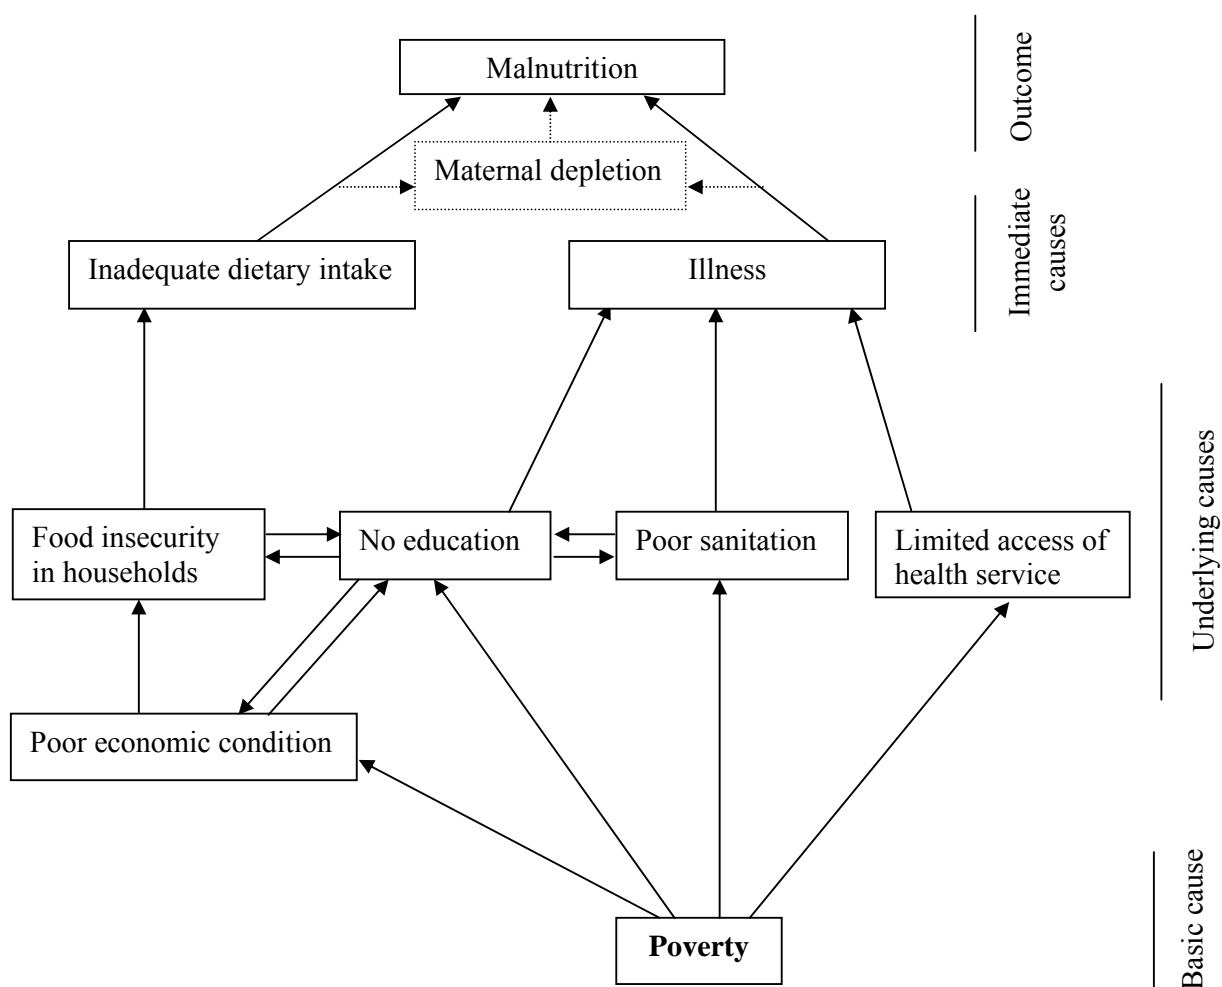 Malnutrition
Outcome
Maternal depletion
Inadequate dietary intake
Illness
Immediate
causes
Food insecurity
in households
No education
Poor sanitation
Limited access of
health service
Underlying causes
Poor economic condition
Poverty
Basic cause